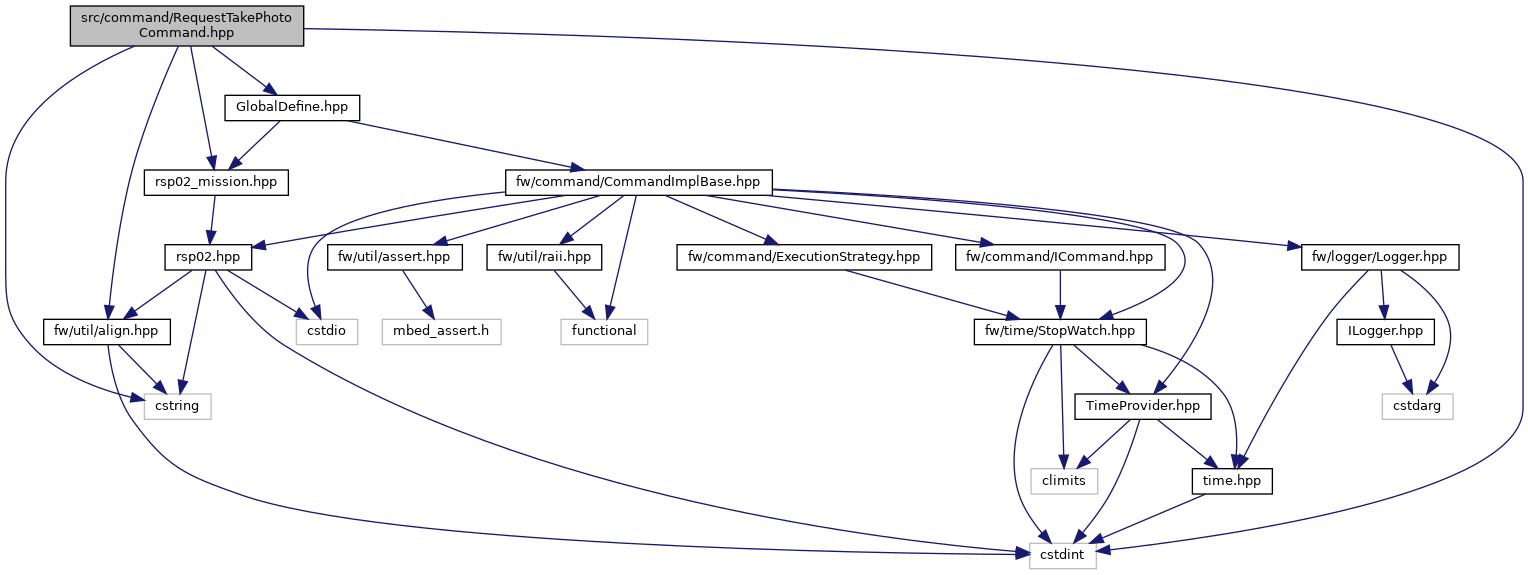 src/command/RequestTakePhoto
Command.hpp
GlobalDefine.hpp
rsp02_mission.hpp
fw/command/CommandImplBase.hpp
rsp02.hpp
fw/util/assert.hpp
fw/util/raii.hpp
fw/command/ExecutionStrategy.hpp
fw/command/ICommand.hpp
fw/logger/Logger.hpp
fw/util/align.hpp
cstdio
mbed_assert.h
functional
fw/time/StopWatch.hpp
ILogger.hpp
cstring
TimeProvider.hpp
cstdarg
climits
time.hpp
cstdint